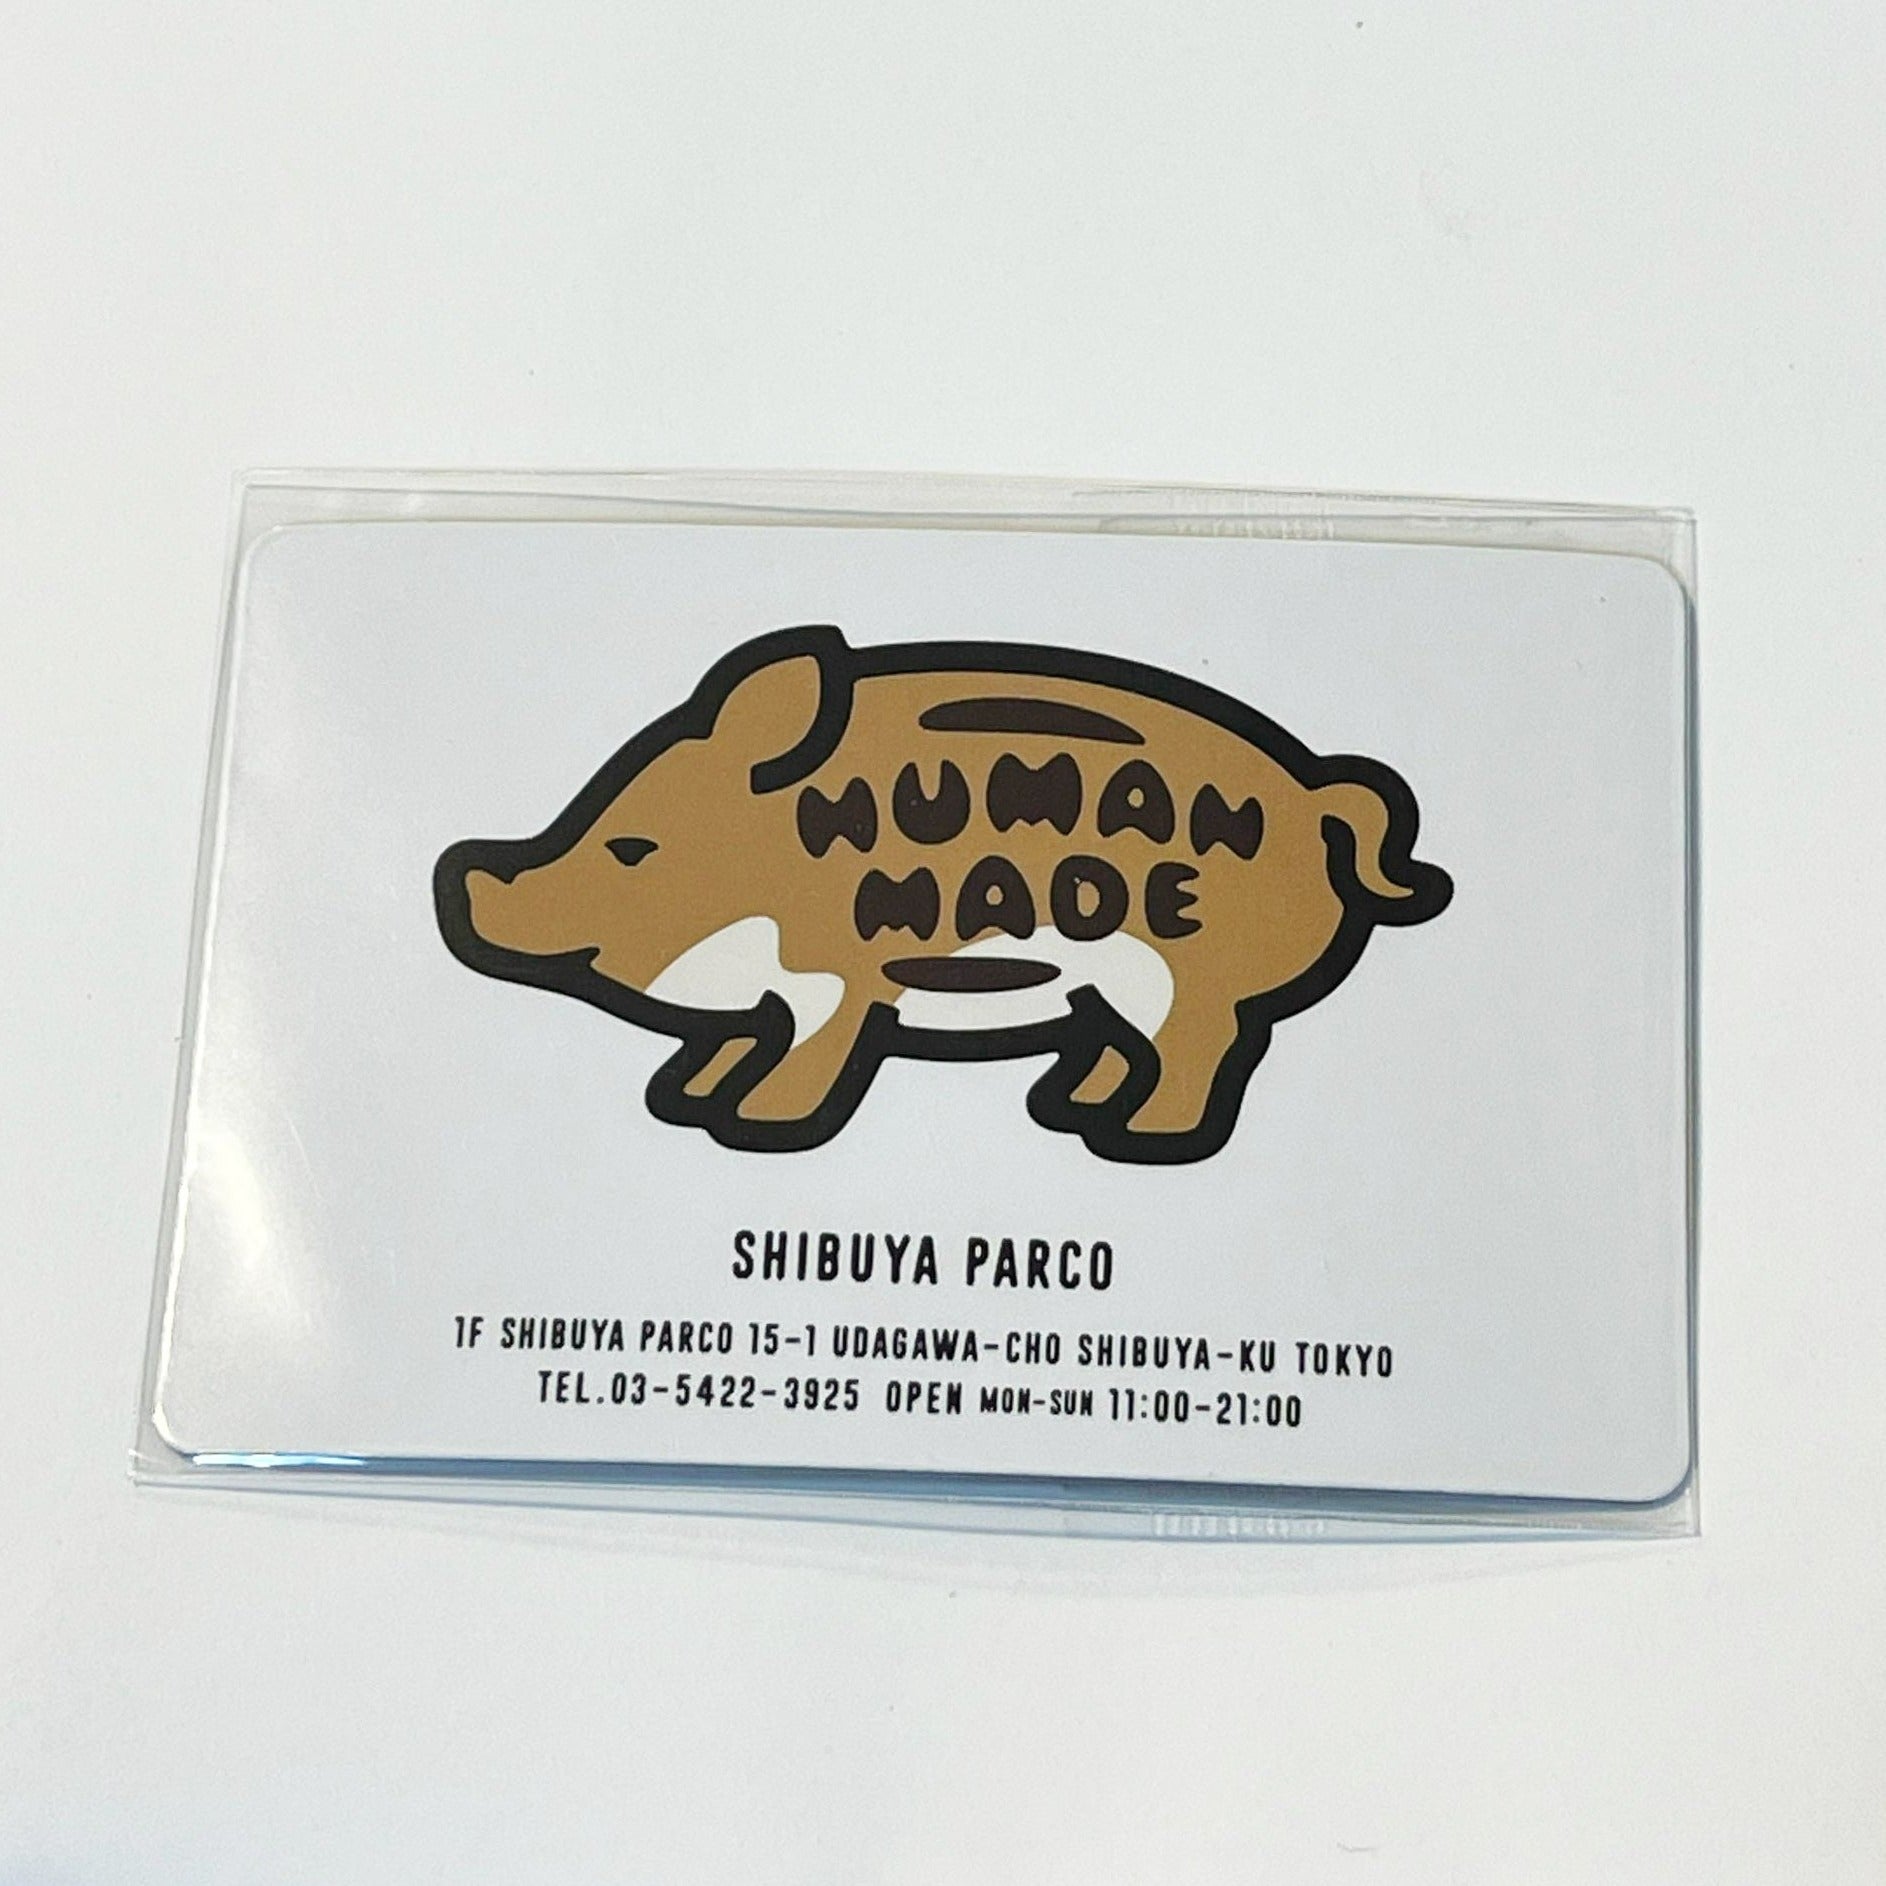 HUMAN
MADE
SHIBUYA PARCO
1F SHIBUYA PARCO 15-1 UDAGAWA-CHO SHIBUYA-KU TOKYO
TEL.03-5422-3925 OPEN MON-SUN 11:00-21:00